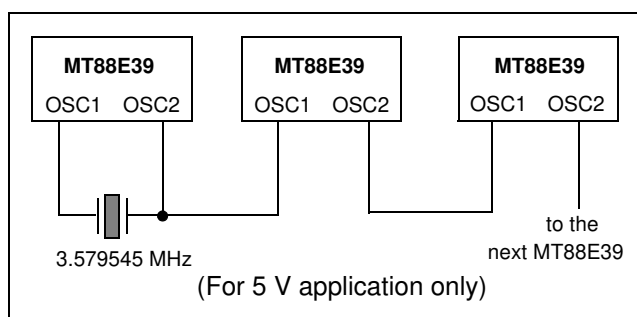 MT88E39 MT88E39 MT88E39
OSC1 OSC2 OSC1 OSC2 OSC1 OSC2
to the
next MT88E39
3.579545 MHz
(For 5 V application only)